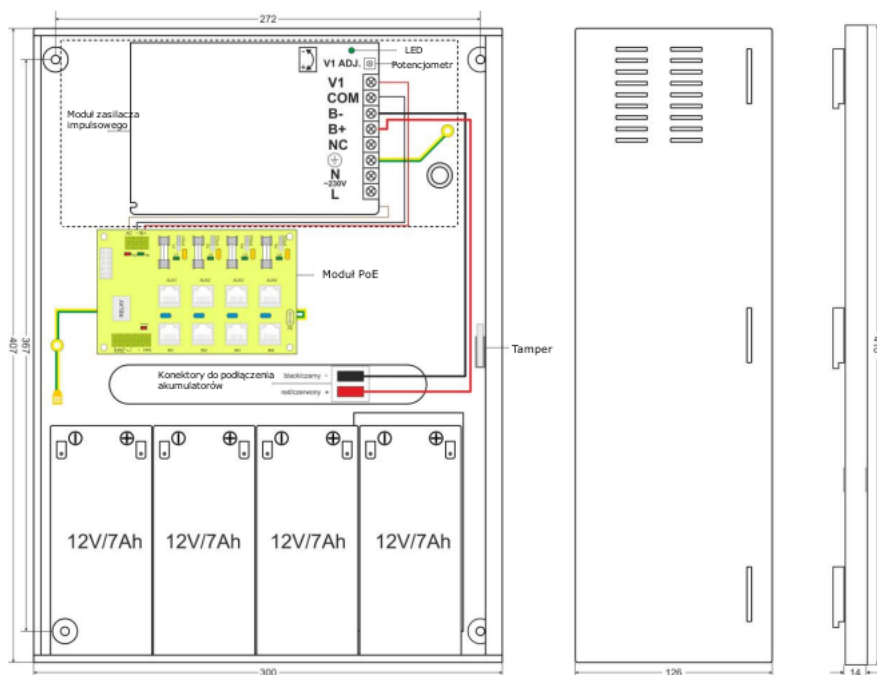 272
LED
V1 ADJ.
Potencjometr
V1
COM
B-
B+
NC
N
~230V
L
Moduł zasilacza
impulsowego
Moduł PoE
RELAY
Tamper
Konektory do podłączenia
akumulatorów
black/czarny -
red/czerwony +
407
367
12V/7Ah
12V/7Ah
12V/7Ah
12V/7Ah
300
126
14